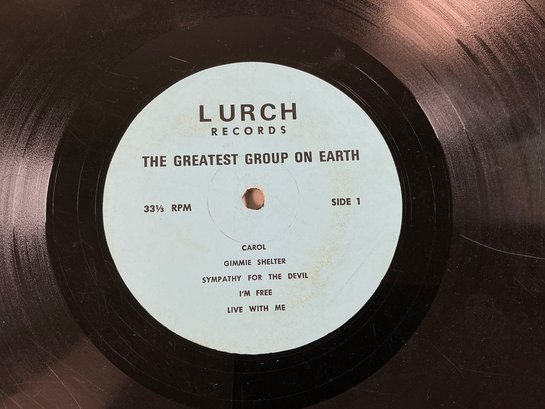 LURCH
RECORDS
THE GREATEST GROUP ON EARTH
33⅓ RPM SIDE 1
CAROL
GIMMIE SHELTER
SYMPATHY FOR THE DEVIL
I'M FREE
LIVE WITH ME